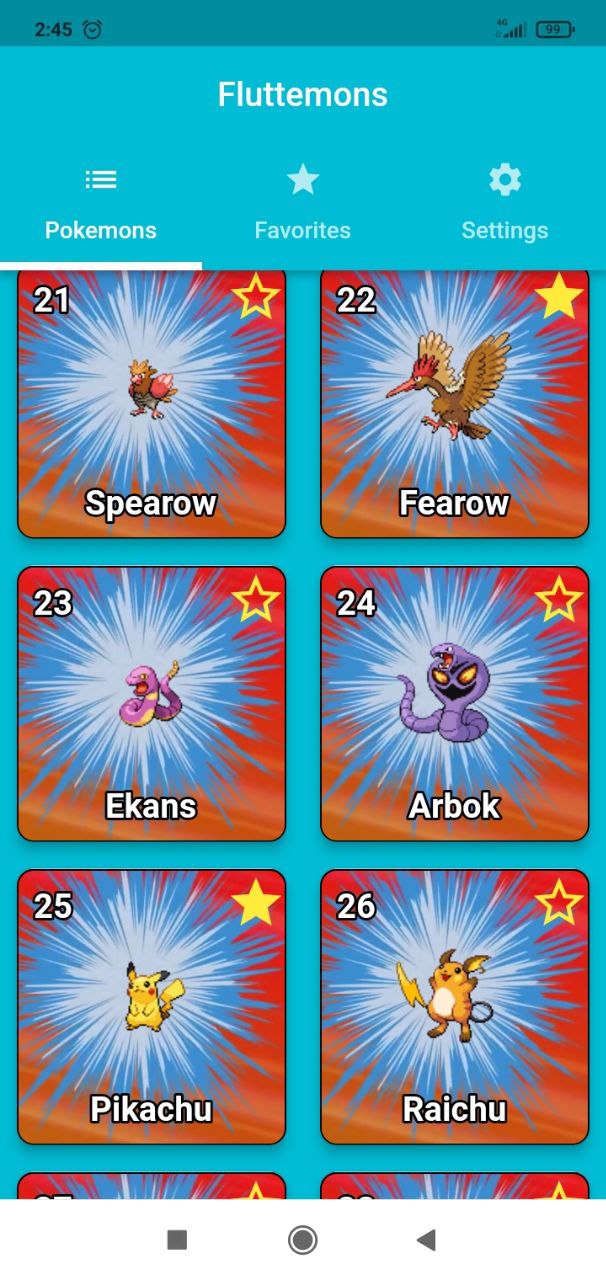 2:45
4G
99
Fluttemons
Pokemons
Favorites
Settings
21
22
Spearow
Fearow
23
24
Ekans
Arbok
25
26
Pikachu
Raichu